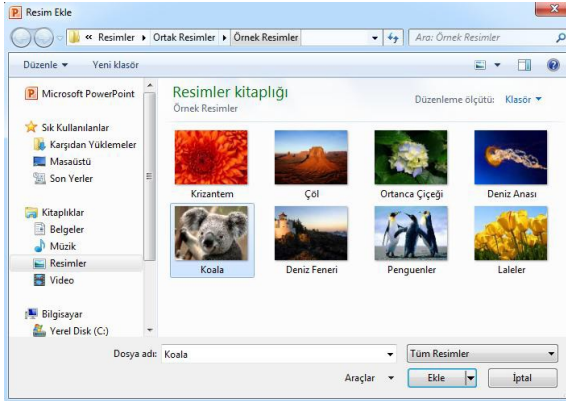 Resim Ekle
« Resimler ▸ Ortak Resimler ▸ Örnek Resimler
Ara: Örnek Resimler
Düzenle Yeni klasör
Microsoft PowerPoint
Sık Kullanılanlar
Karşıdan Yüklemeler
Masaüstü
Son Yerler
Kitaplıklar
Belgeler
Müzik
Resimler
Video
Bilgisayar
Yerel Disk (C:)
Resimler kitaplığı
Örnek Resimler
Düzenleme ölçütü: Klasör
Krizantem Çöl Ortanca Çiçeği Deniz Anası
Koala Deniz Feneri Penguenler Laleler
Dosya adı: Koala Tüm Resimler
Araçlar Ekle İptal